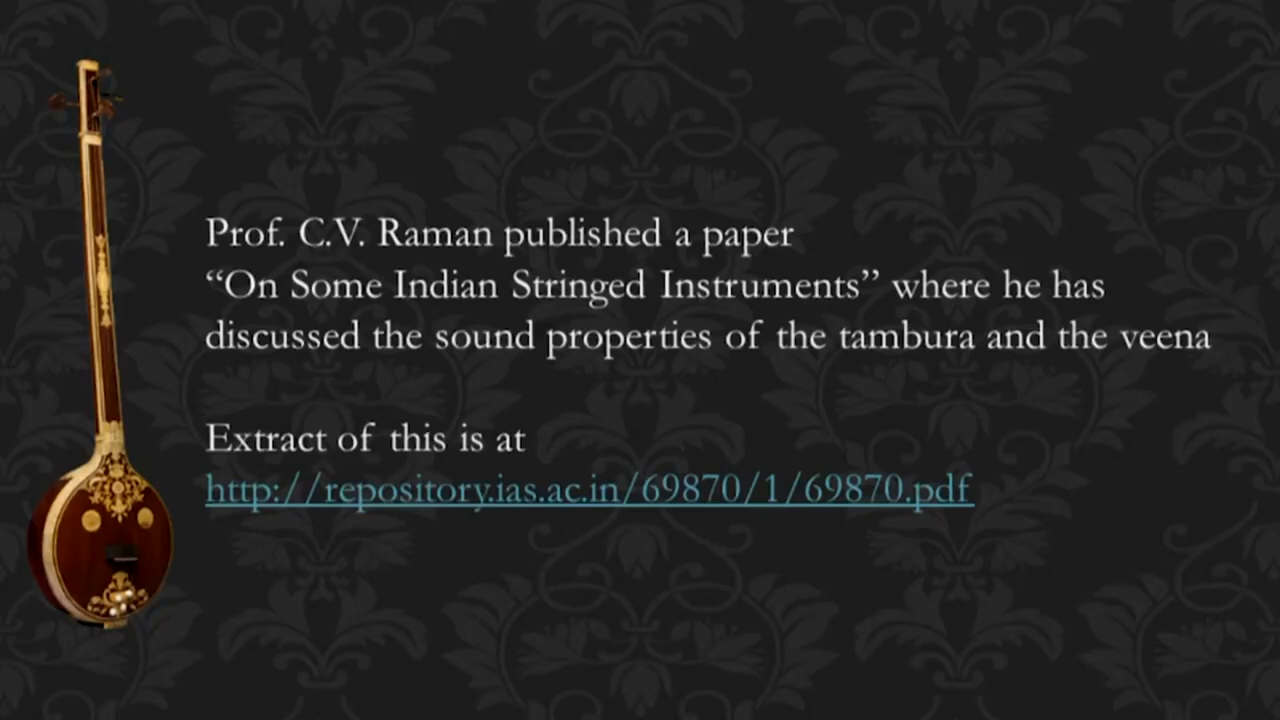 Prof. C.V. Raman published a paper
“On Some Indian Stringed Instruments” where he has
discussed the sound properties of the tambura and the veena
Extract of this is at
http://repository.ias.ac.in/69870/1/69870.pdf